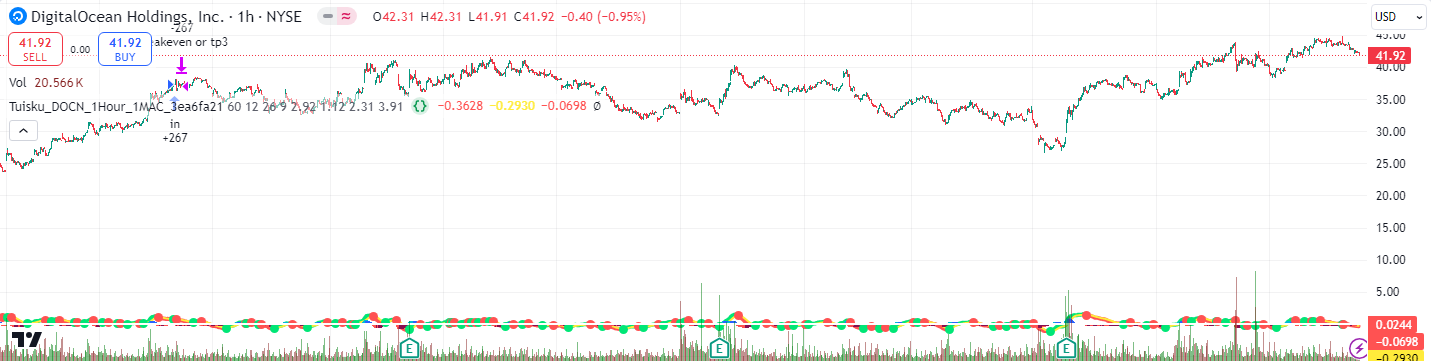 DigitalOcean Holdings, Inc. · 1h · NYSE
O42.31 H42.31 L41.91 C41.92 −0.40 (−0.95%)
USD
-267
41.92
SELL
0.00
41.92
BUY
eakeven or tp3
Vol 20.566 K
Tuisku_DOCN_1Hour_1MAC_3ea6fa21 60 12 26 9 2.92 1.12 2.31 3.91 {} −0.3628 −0.2930 −0.0698 Ø
in
+267
45.00
41.92
40.00
35.00
30.00
25.00
20.00
15.00
10.00
5.00
0.0244
−0.0698
−0.2930
E
E
E